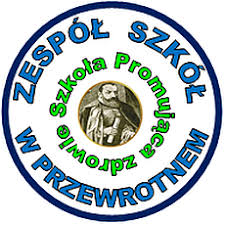 ZESPÓŁ SZKÓŁ
W PRZEWROTNEM
Szkoła Promująca zdrowie